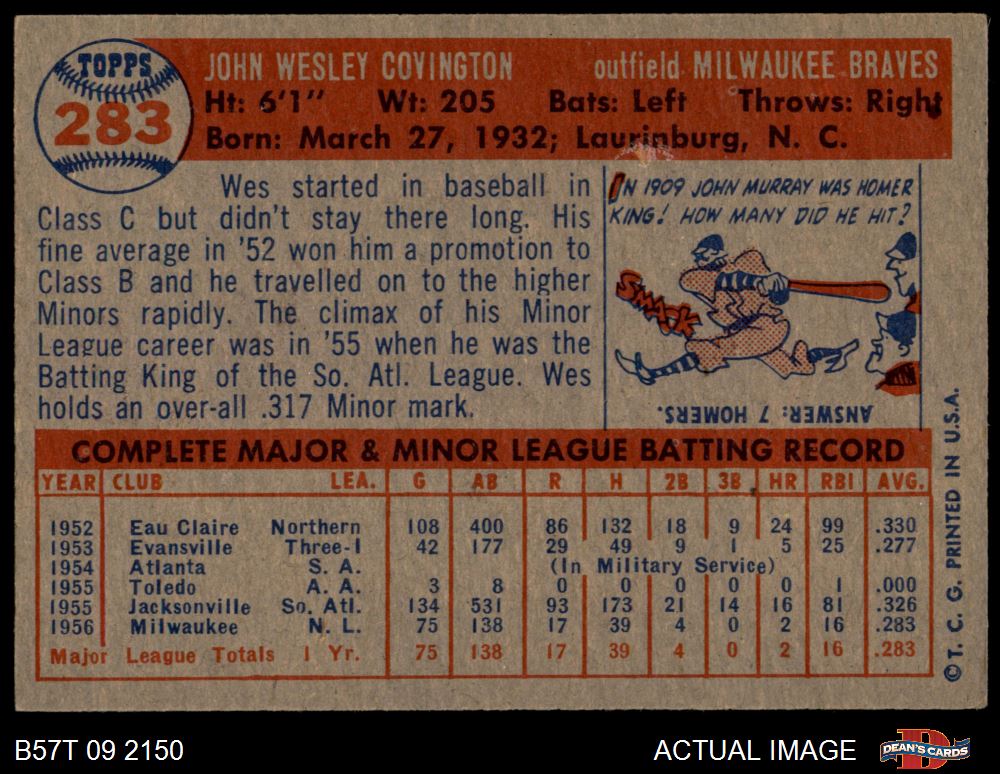 TOPPS
283
JOHN WESLEY COVINGTON outfield MILWAUKEE BRAVES
Ht: 6'1" Wt: 205 Bats: Left Throws: Right
Born: March 27, 1932; Laurinburg, N. C.
Wes started in baseball in
Class C but didn't stay there long. His
fine average in '52 won him a promotion to
Class B and he travelled on to the higher
Minors rapidly. The climax of his Minor
League career was in '55 when he was the
Batting King of the So. Atl. League. Wes
holds an over-all .317 Minor mark.
IN 1909 JOHN MURRAY WAS HOMER
KING! HOW MANY DID HE HIT?
SMACK
ANSWER: 7 HOMERS.
COMPLETE MAJOR & MINOR LEAGUE BATTING RECORD
YEAR CLUB LEA. G AB R H 2B 3B HR RBI AVG.
1952 Eau Claire Northern 108 400 86 132 18 9 24 99 .330
1953 Evansville Three-I 42 177 29 49 9 1 5 25 .277
1954 Atlanta S. A. (In Military Service)
1955 Toledo A. A. 3 8 0 0 0 0 0 1 .000
1955 Jacksonville So. Atl. 134 531 93 173 21 14 16 81 .326
1956 Milwaukee N. L. 75 138 17 39 4 0 2 16 .283
Major League Totals 1 Yr. 75 138 17 39 4 0 2 16 .283
©T. C. G. PRINTED IN U.S.A.
B57T 09 2150
ACTUAL IMAGE
DEAN'S CARDS